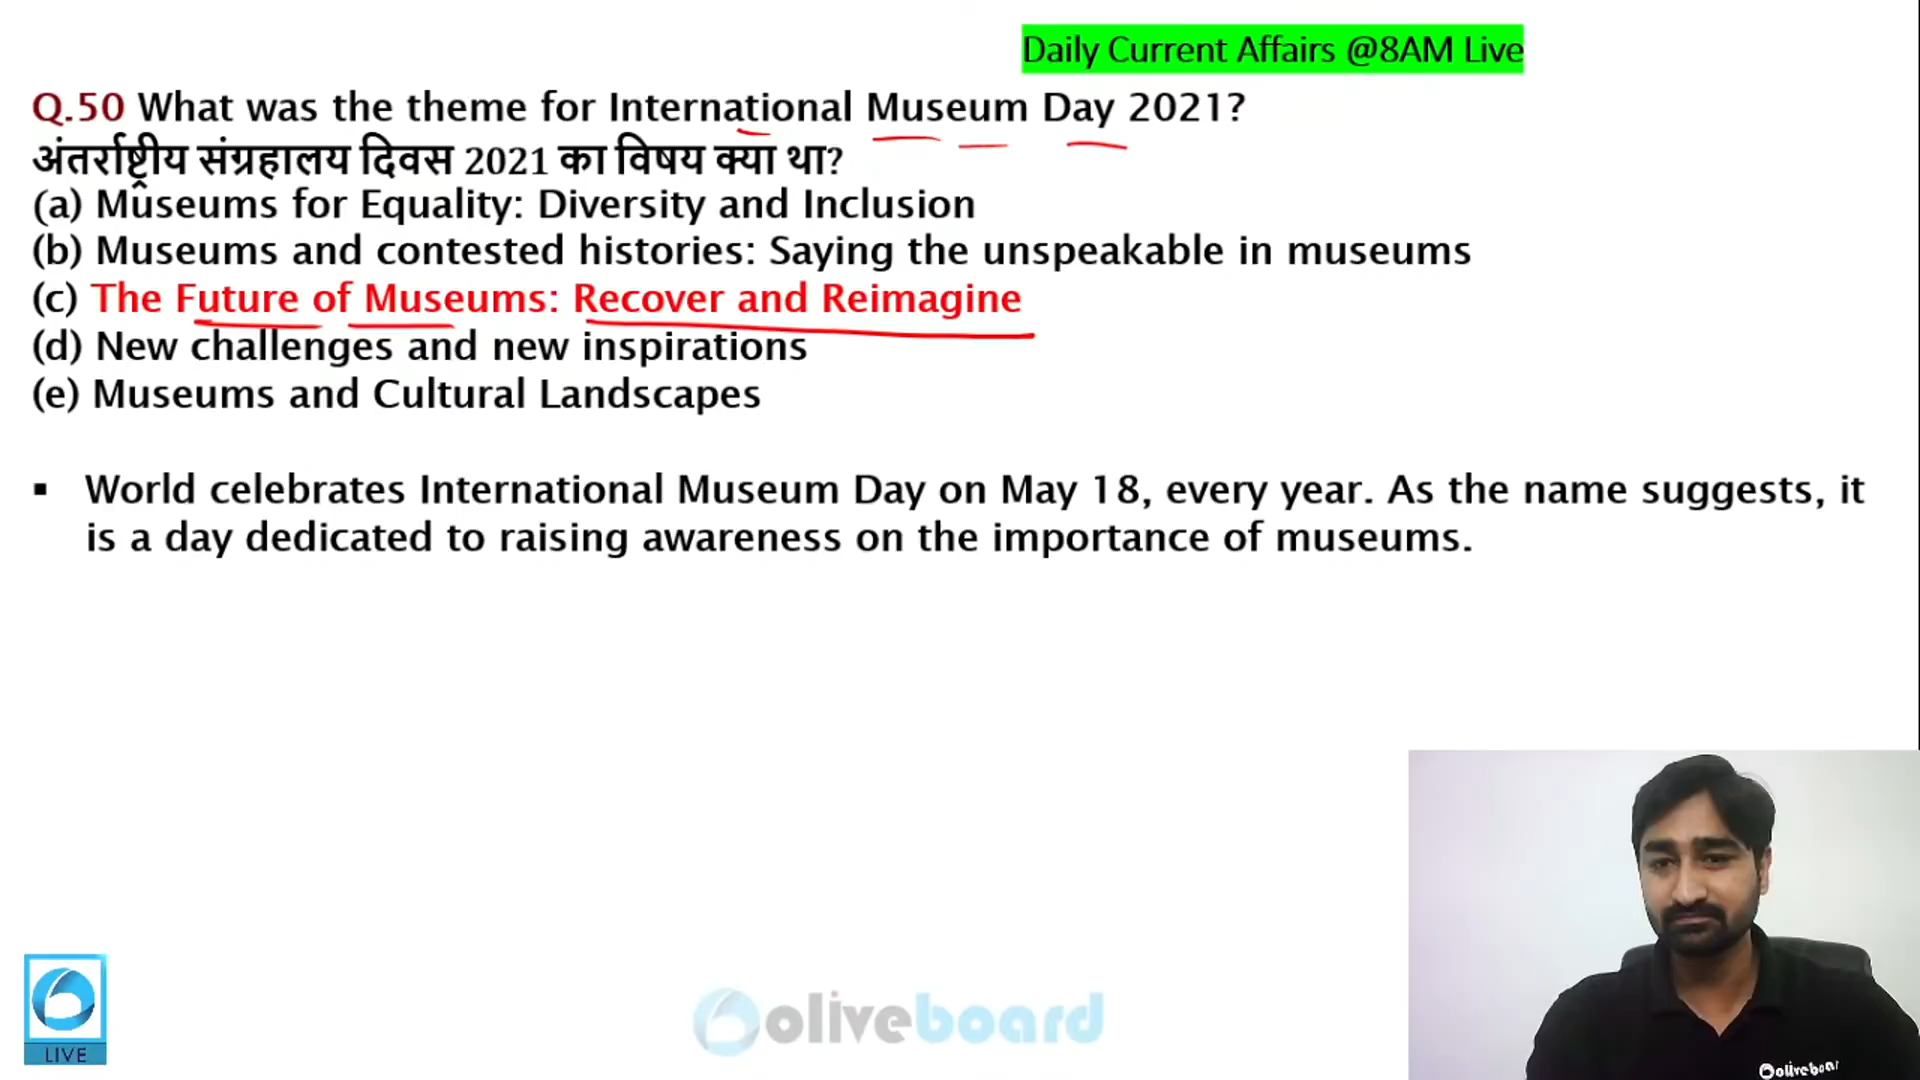 Daily Current Affairs @8AM Live
Q.50 What was the theme for International Museum Day 2021?
अंतर्राष्ट्रीय संग्रहालय दिवस 2021 का विषय क्या था?
(a) Museums for Equality: Diversity and Inclusion
(b) Museums and contested histories: Saying the unspeakable in museums
(c) The Future of Museums: Recover and Reimagine
(d) New challenges and new inspirations
(e) Museums and Cultural Landscapes
▪ World celebrates International Museum Day on May 18, every year. As the name suggests, it
is a day dedicated to raising awareness on the importance of museums.
LIVE
oliveboard
oliveboar